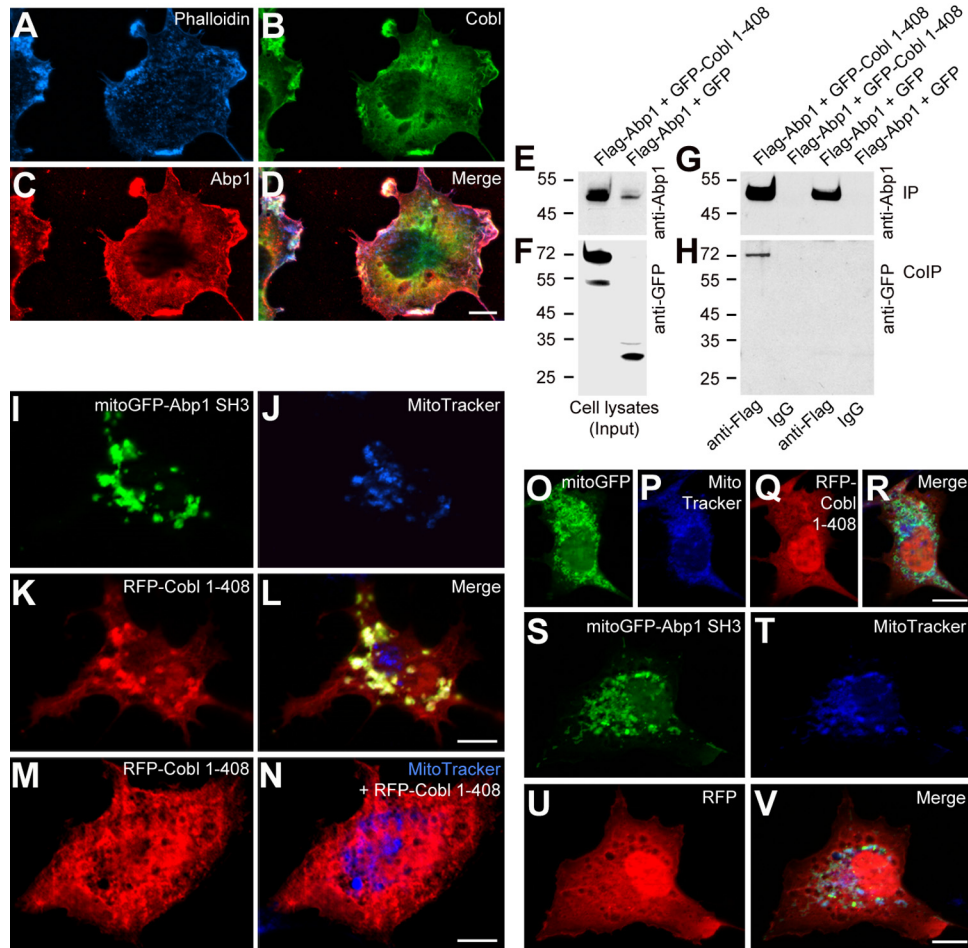 A
Phalloidin
B
Cobl
C
Abp1
D
Merge
Flag-Abp1 + GFP-Cobl 1-408
Flag-Abp1 + GFP
E
55
45
anti-Abp1
F
72
55
45
35
25
anti-GFP
Cell lysates
(Input)
Flag-Abp1 + GFP-Cobl 1-408
Flag-Abp1 + GFP-Cobl 1-408
Flag-Abp1 + GFP
Flag-Abp1 + GFP
G
55
45
anti-Abp1
IP
H
72
55
45
35
25
anti-GFP
CoIP
anti-Flag
IgG
anti-Flag
IgG
I
mitoGFP-Abp1 SH3
J
MitoTracker
K
RFP-Cobl 1-408
L
Merge
M
RFP-Cobl 1-408
N
MitoTracker
+ RFP-Cobl 1-408
O
mitoGFP
P
Mito
Tracker
Q
RFP-
Cobl
1-408
R
Merge
S
mitoGFP-Abp1 SH3
T
MitoTracker
U
RFP
V
Merge